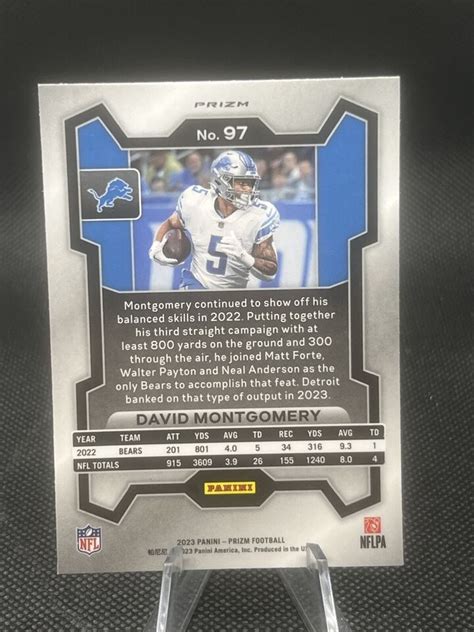 PRIZM
No. 97
5
Montgomery continued to show off his
balanced skills in 2022. Putting together
his third straight campaign with at
least 800 yards on the ground and 300
through the air, he joined Matt Forte,
Walter Payton and Neal Anderson as
the only Bears to accomplish that feat. Detroit
banked on that type of output in 2023.
DAVID MONTGOMERY
YEAR TEAM ATT YDS AVG TD REC YDS AVG TD
2022 BEARS 201 801 4.0 5 34 316 9.3 1
NFL TOTALS 915 3609 3.9 26 155 1240 8.0 4
PANINI
NFL
NFLPA
2023 PANINI – PRIZM FOOTBALL
帕尼尼 2023 Panini America, Inc. Produced in the